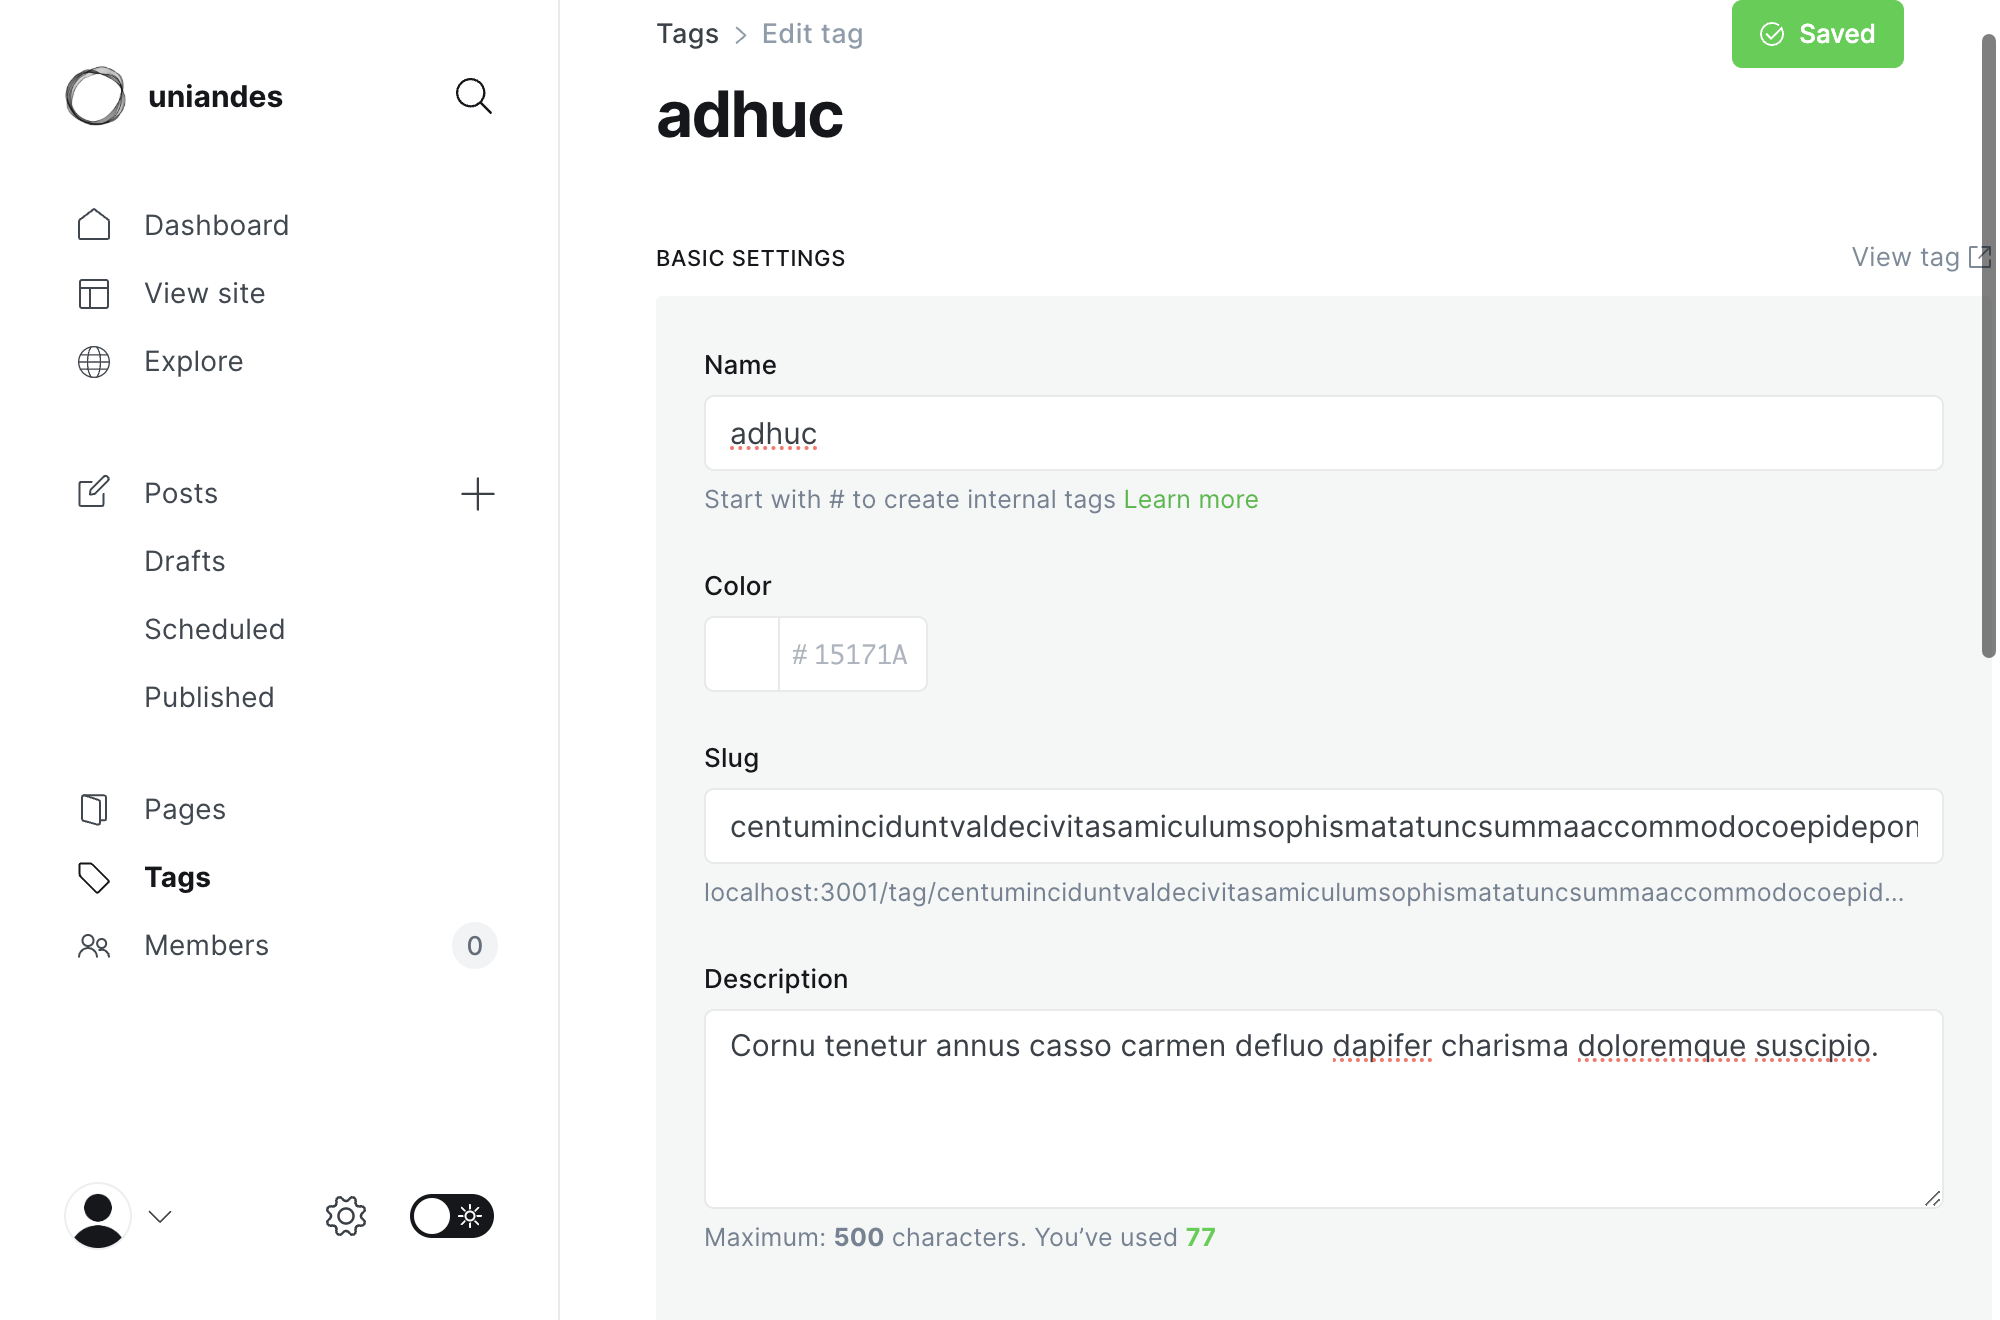 uniandes
Dashboard
View site
Explore
Posts
Drafts
Scheduled
Published
Pages
Tags
Members
0
Tags > Edit tag
Saved
adhuc
BASIC SETTINGS
View tag
Name
adhuc
Start with # to create internal tags Learn more
Color
# 15171A
Slug
centuminciduntvaldecivitasamiculumsophismatatuncsummaaccommodocoepidepon
localhost:3001/tag/centuminciduntvaldecivitasamiculumsophismatatuncsummaaccommodocoepid...
Description
Cornu tenetur annus casso carmen defluo dapifer charisma doloremque suscipio.
Maximum: 500 characters. You’ve used 77